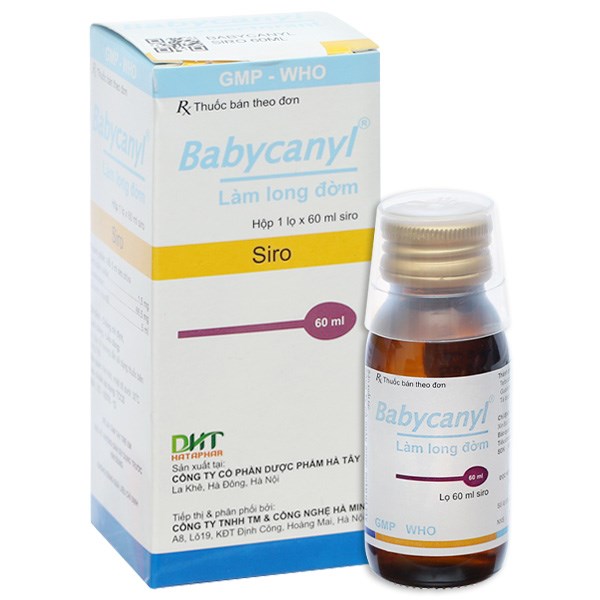 BABYCANYL
SIRO 60ML
GMP - WHO
Rx Thuốc bán theo đơn
Babycanyl®
Làm long đờm
Hộp 1 lọ x 60 ml siro
Siro
60 ml
DHT
HATAPHAR
Sản xuất tại:
CÔNG TY CỔ PHẦN DƯỢC PHẨM HÀ TÂY
La Khê, Hà Đông, Hà Nội
Tiếp thị & phân phối bởi:
CÔNG TY TNHH TM & CÔNG NGHỆ HÀ MINH
A8, Lô19, KĐT Định Công, Hoàng Mai, Hà Nội
Rx Thuốc bán theo đơn
Babycanyl®
Làm long đờm
60 ml
Lọ 60 ml siro
GMP WHO